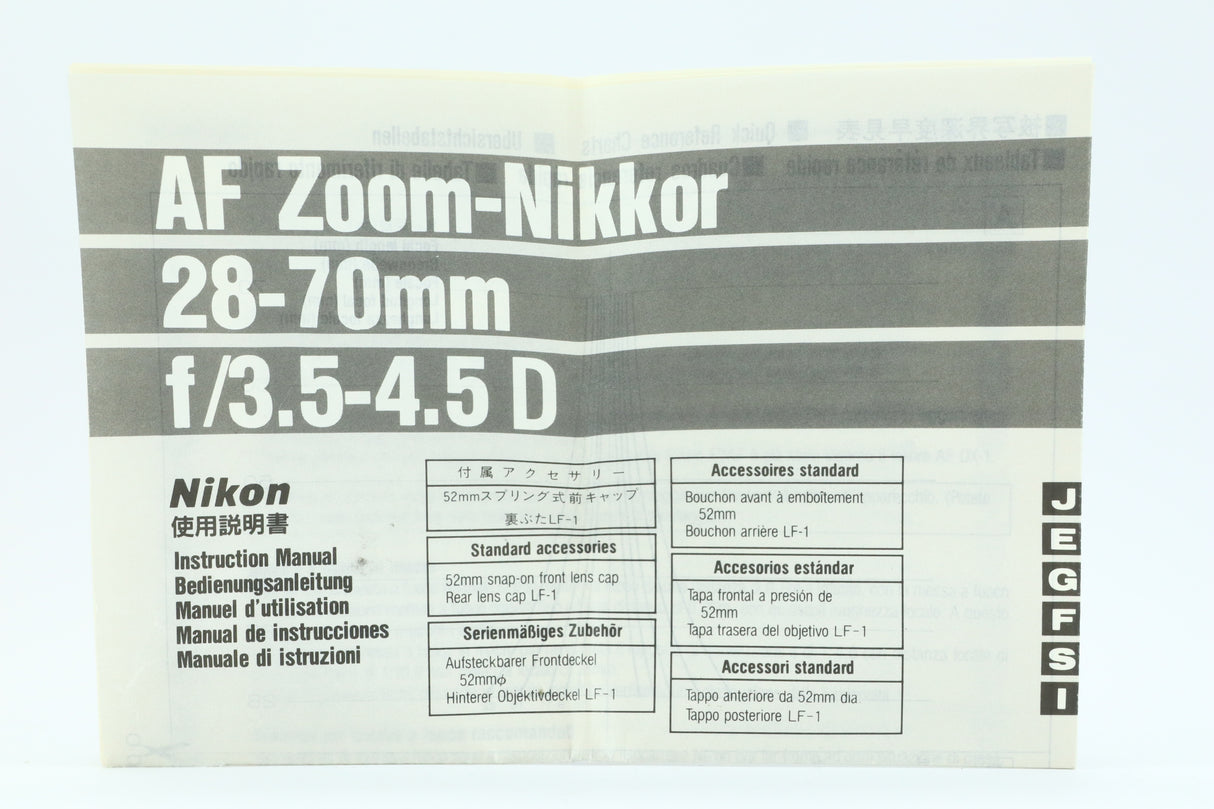 AF Zoom-Nikkor
28-70mm
f/3.5-4.5 D
Nikon
使用説明書
Instruction Manual
Bedienungsanleitung
Manuel d'utilisation
Manual de instrucciones
Manuale di istruzioni
付属アクセサリー
52mmスプリング式前キャップ
裏ぶたLF-1
Standard accessories
52mm snap-on front lens cap
Rear lens cap LF-1
Serienmäßiges Zubehör
Aufsteckbarer Frontdeckel
52mmφ
Hinterer Objektivdeckel LF-1
Accessoires standard
Bouchon avant à emboîtement
52mm
Bouchon arrière LF-1
Accesorios estándar
Tapa frontal a presión de
52mm
Tapa trasera del objetivo LF-1
Accessori standard
Tappo anteriore da 52mm dia.
Tappo posteriore LF-1
J
E
G
F
S
I